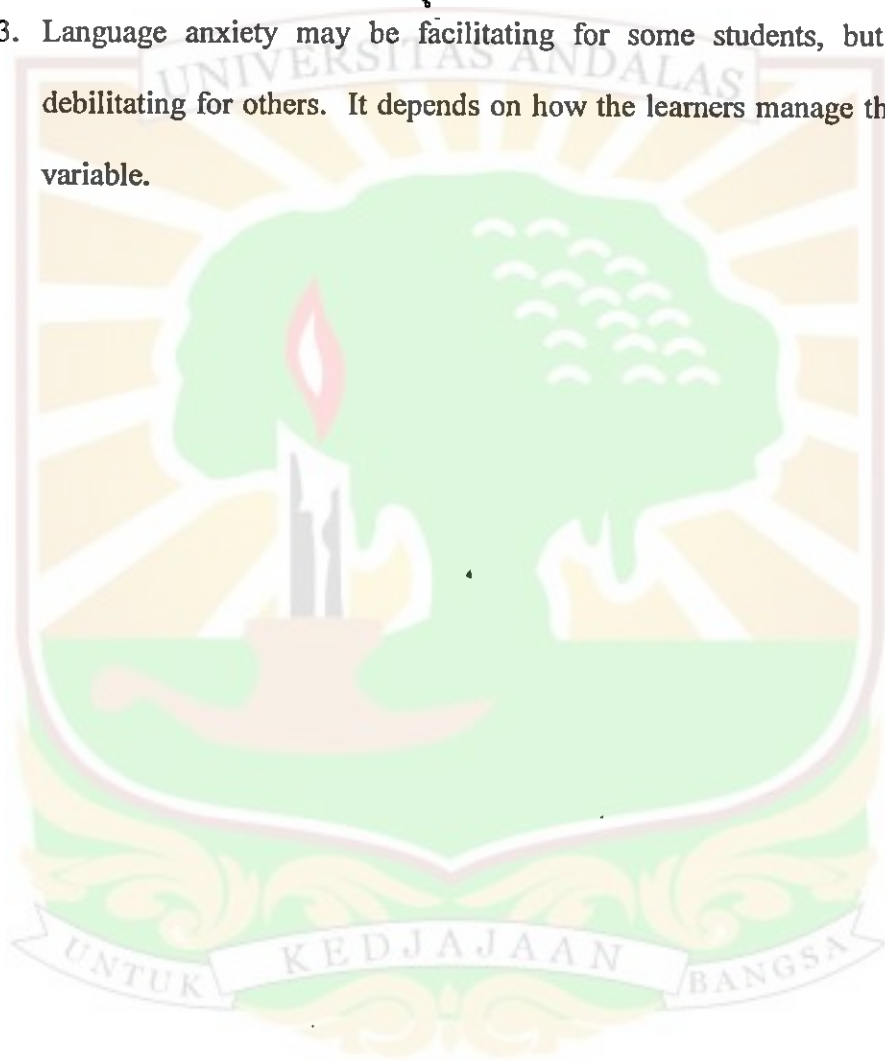 3. Language anxiety may be facilitating for some students, but
debilitating for others. It depends on how the learners manage th
variable.
UNIVERSITAS ANDALAS
UNTUK KEDJAJAAN BANGSA